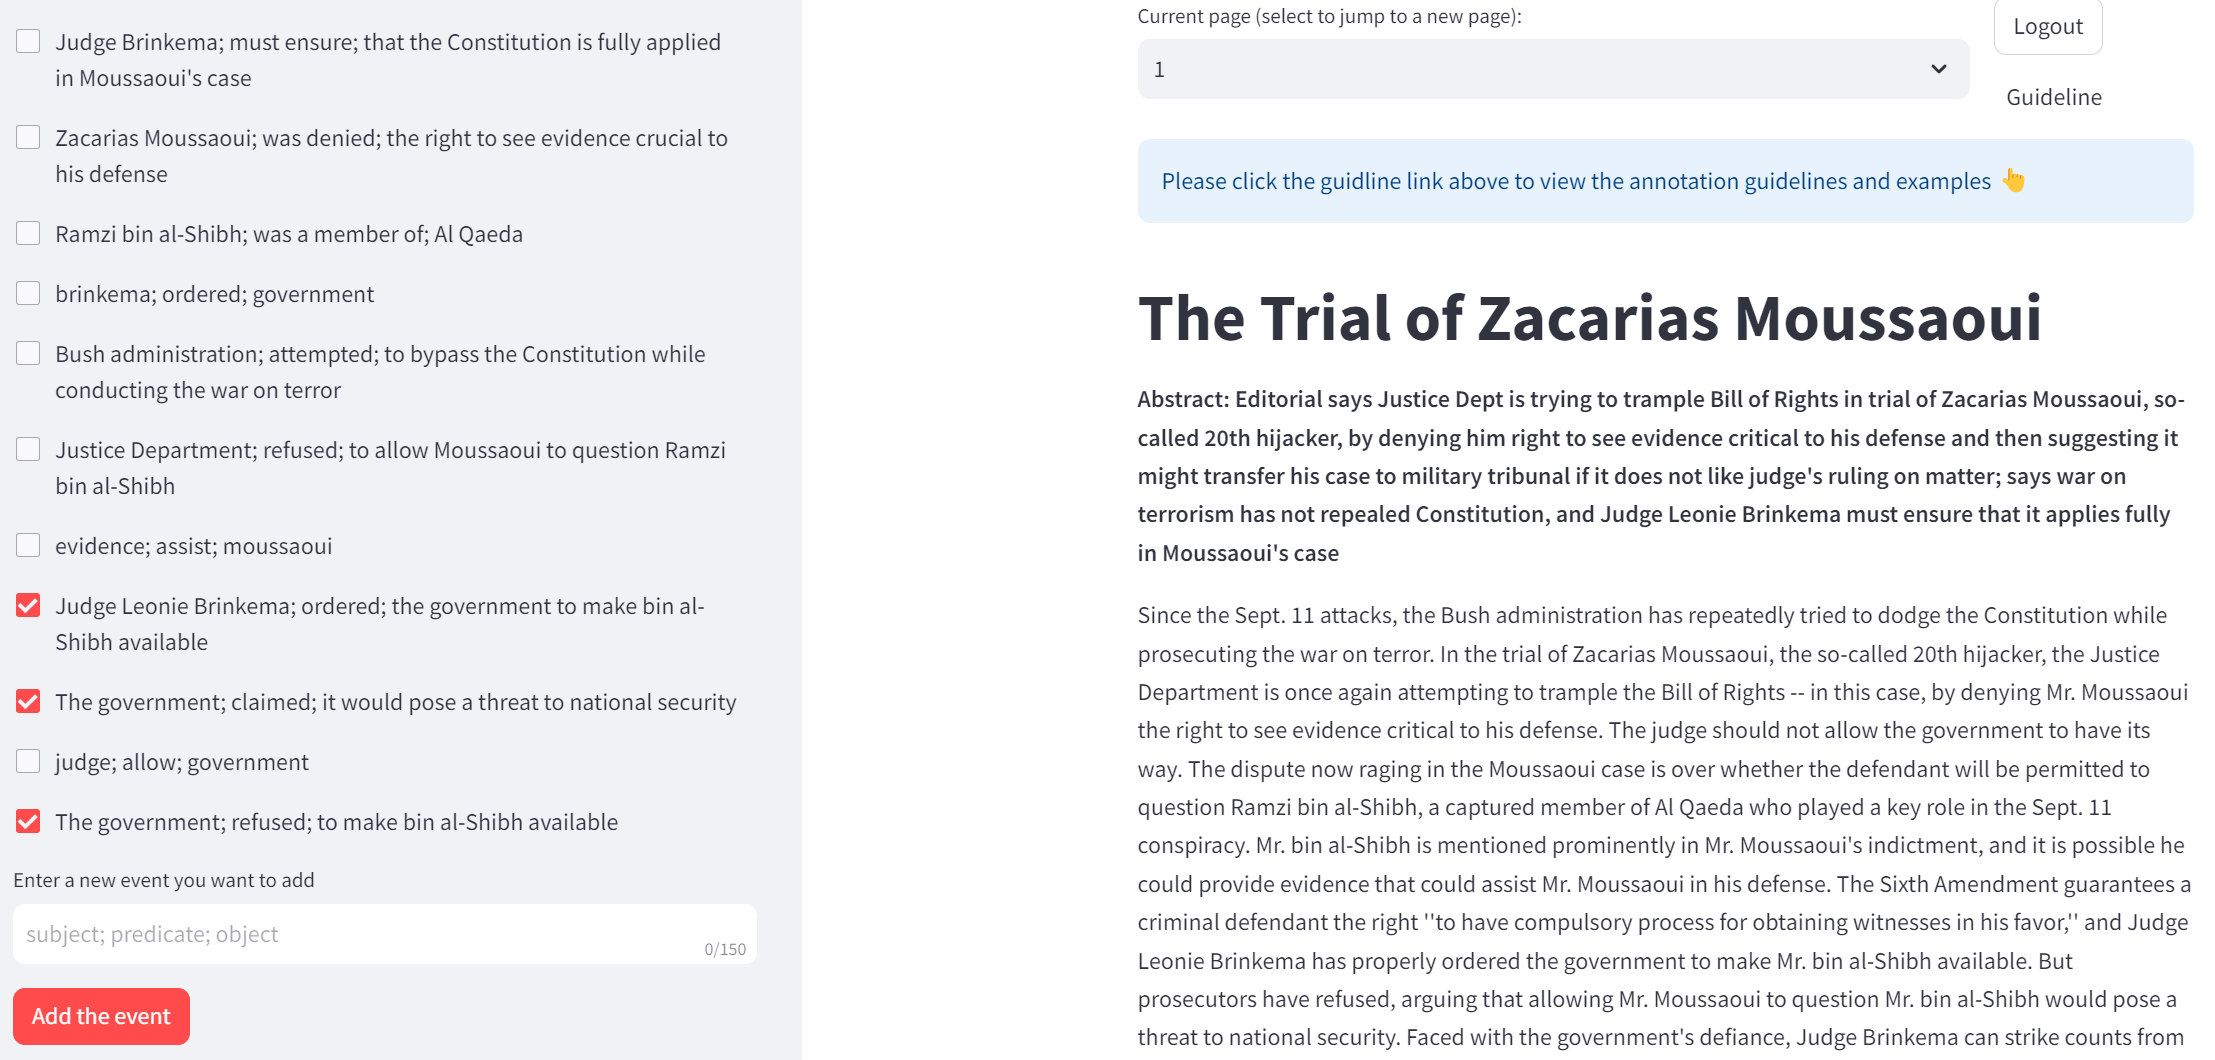 Judge Brinkema; must ensure; that the Constitution is fully applied
in Moussaoui's case
Zacarias Moussaoui; was denied; the right to see evidence crucial to
his defense
Ramzi bin al-Shibh; was a member of; Al Qaeda
brinkema; ordered; government
Bush administration; attempted; to bypass the Constitution while
conducting the war on terror
Justice Department; refused; to allow Moussaoui to question Ramzi
bin al-Shibh
evidence; assist; moussaoui
Judge Leonie Brinkema; ordered; the government to make bin al-
Shibh available
The government; claimed; it would pose a threat to national security
judge; allow; government
The government; refused; to make bin al-Shibh available
Enter a new event you want to add
subject; predicate; object
0/150
Add the event
Current page (select to jump to a new page):
1
Logout
Guideline
Please click the guidline link above to view the annotation guidelines and examples 👆
The Trial of Zacarias Moussaoui
Abstract: Editorial says Justice Dept is trying to trample Bill of Rights in trial of Zacarias Moussaoui, so-
called 20th hijacker, by denying him right to see evidence critical to his defense and then suggesting it
might transfer his case to military tribunal if it does not like judge's ruling on matter; says war on
terrorism has not repealed Constitution, and Judge Leonie Brinkema must ensure that it applies fully
in Moussaoui's case
Since the Sept. 11 attacks, the Bush administration has repeatedly tried to dodge the Constitution while
prosecuting the war on terror. In the trial of Zacarias Moussaoui, the so-called 20th hijacker, the Justice
Department is once again attempting to trample the Bill of Rights -- in this case, by denying Mr. Moussaoui
the right to see evidence critical to his defense. The judge should not allow the government to have its
way. The dispute now raging in the Moussaoui case is over whether the defendant will be permitted to
question Ramzi bin al-Shibh, a captured member of Al Qaeda who played a key role in the Sept. 11
conspiracy. Mr. bin al-Shibh is mentioned prominently in Mr. Moussaoui's indictment, and it is possible he
could provide evidence that could assist Mr. Moussaoui in his defense. The Sixth Amendment guarantees a
criminal defendant the right ''to have compulsory process for obtaining witnesses in his favor,'' and Judge
Leonie Brinkema has properly ordered the government to make Mr. bin al-Shibh available. But
prosecutors have refused, arguing that allowing Mr. Moussaoui to question Mr. bin al-Shibh would pose a
threat to national security. Faced with the government's defiance, Judge Brinkema can strike counts from